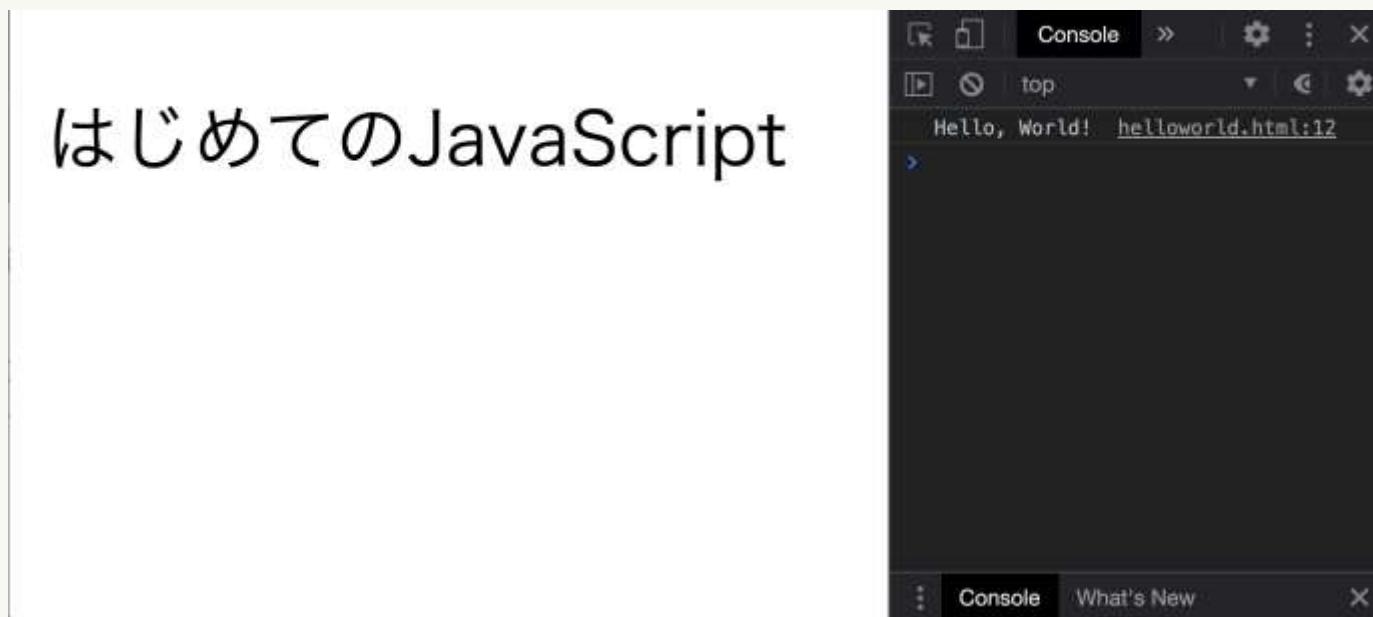 はじめてのJavaScript
Console
top
Hello, World! helloworld.html:12
Console What's New